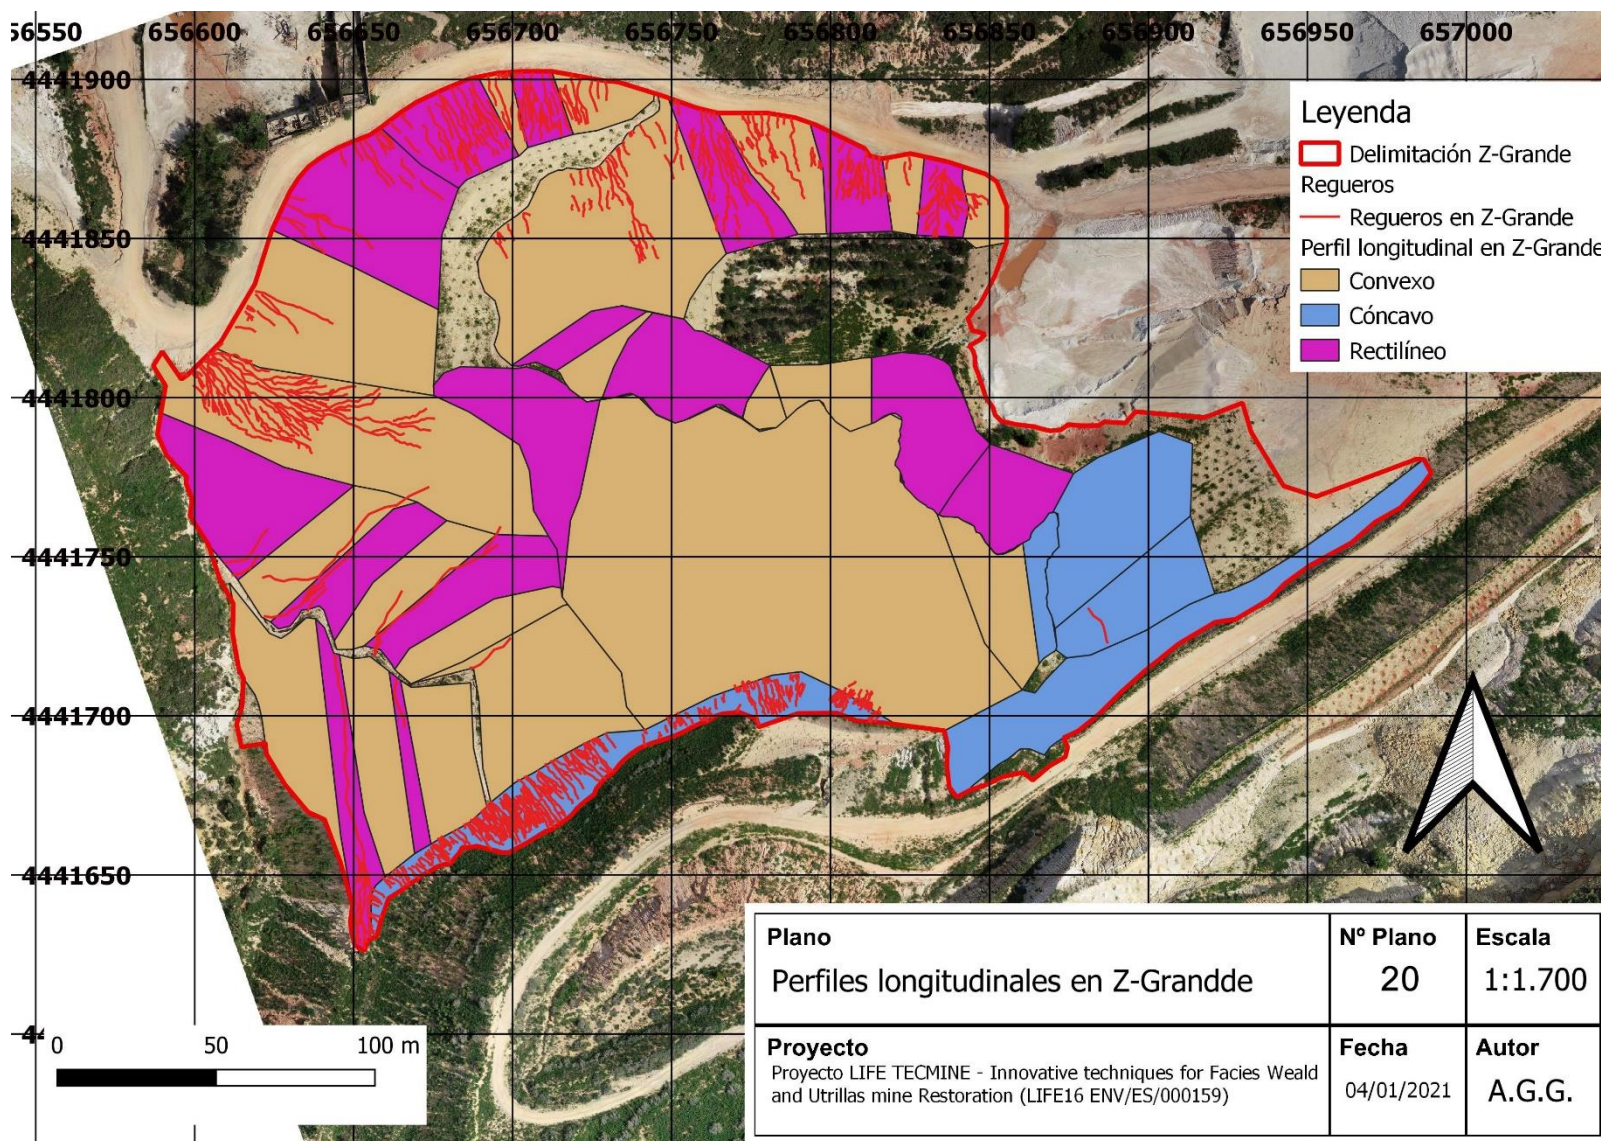 56550 656600 656650 656700 656750 656800 656850 656900 656950 657000
4441900
4441850
4441800
4441750
4441700
4441650
Leyenda
Delimitación Z-Grande
Regueros
Regueros en Z-Grande
Perfil longitudinal en Z-Grande
Convexo
Cóncavo
Rectilíneo
0 50 100 m
Plano
Perfiles longitudinales en Z-Grandde
Nº Plano
20
Escala
1:1.700
Proyecto
Proyecto LIFE TECMINE - Innovative techniques for Facies Weald
and Utrillas mine Restoration (LIFE16 ENV/ES/000159)
Fecha
04/01/2021
Autor
A.G.G.